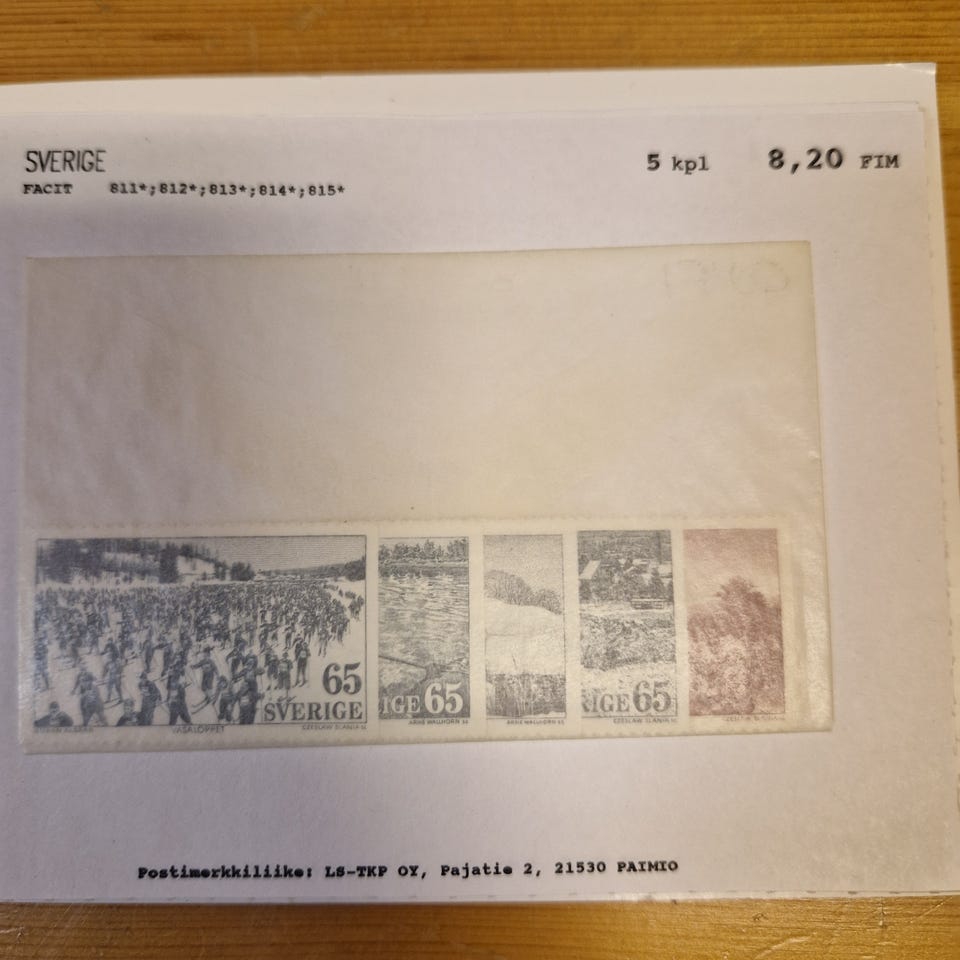 SVERIGE
5 kpl 8,20 FIM
FACIT 811*;812*;813*;814*;815*
65
SVERIGE
IGE 65
IGE 65
VASALOPPET
CZESLAW SLANIA
ARNE WALLHORN
ARNE WALLHORN
CZESLAW SLANIA
Postimerkkiliike: LS-TKP OY, Pajatie 2, 21530 PAIMIO